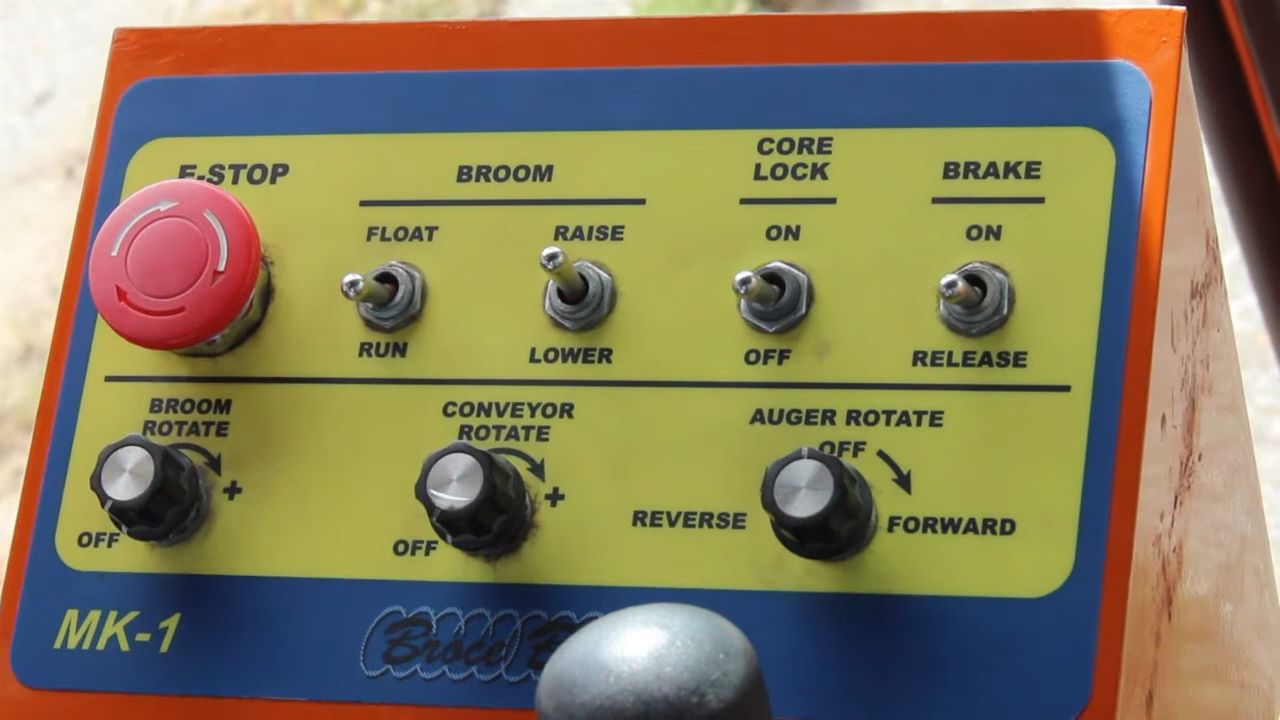 E-STOP
BROOM
CORE
LOCK
BRAKE
FLOAT
RAISE
ON
ON
RUN
LOWER
OFF
RELEASE
BROOM
ROTATE
+
OFF
CONVEYOR
ROTATE
+
OFF
AUGER ROTATE
OFF
REVERSE
FORWARD
MK-1
Broce B